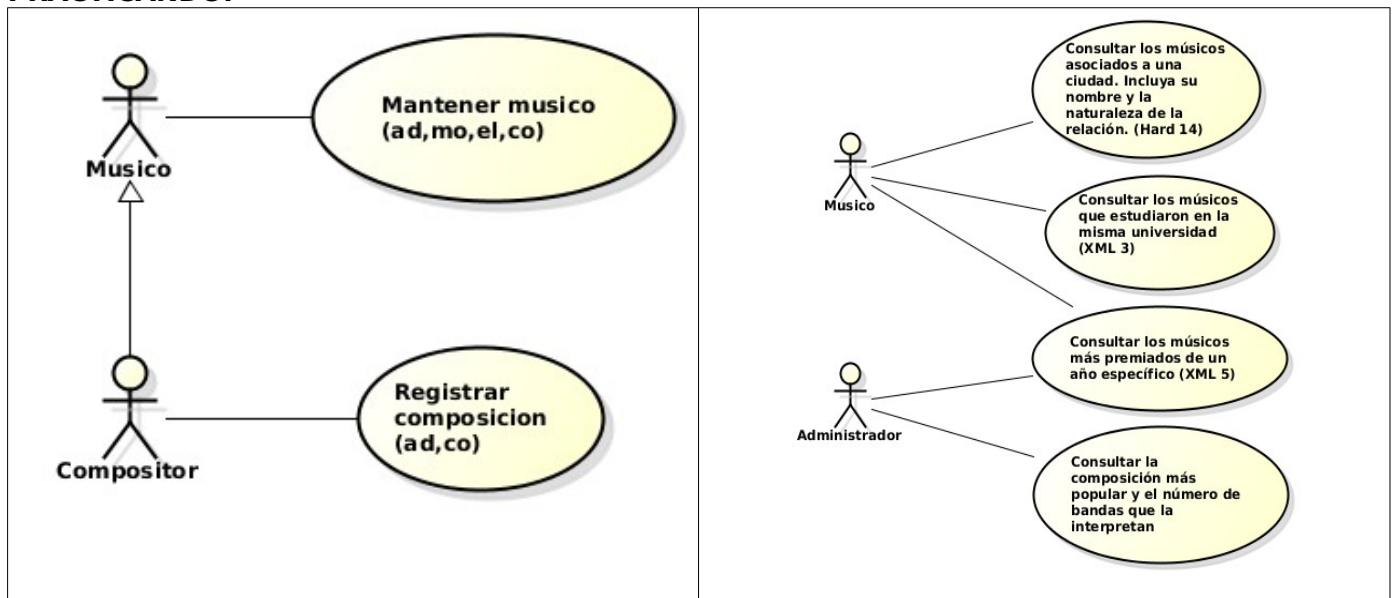 Mantener musico
(ad,mo,el,co)
Musico
Registrar
composicion
(ad,co)
Compositor
Consultar los músicos
asociados a una
ciudad. Incluya su
nombre y la
naturaleza de la
relación. (Hard 14)
Musico
Consultar los músicos
que estudiaron en la
misma universidad
(XML 3)
Consultar los músicos
más premiados de un
año específico (XML 5)
Administrador
Consultar la
composición más
popular y el número de
bandas que la
interpretan